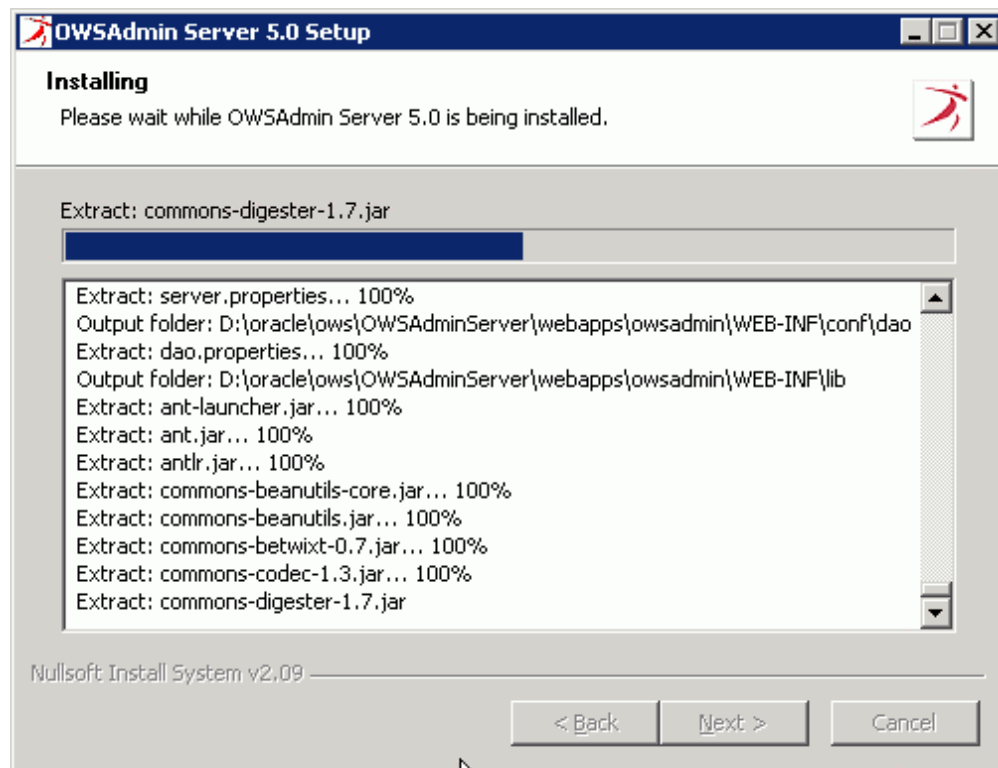 OWSAdmin Server 5.0 Setup
Installing
Please wait while OWSAdmin Server 5.0 is being installed.
Extract: commons-digester-1.7.jar
Extract: server.properties... 100%
Output folder: D:\oracle\ows\OWSAdminServer\webapps\owsadmin\WEB-INF\conf\dao
Extract: dao.properties... 100%
Output folder: D:\oracle\ows\OWSAdminServer\webapps\owsadmin\WEB-INF\lib
Extract: ant-launcher.jar... 100%
Extract: ant.jar... 100%
Extract: antlr.jar... 100%
Extract: commons-beanutils-core.jar... 100%
Extract: commons-beanutils.jar... 100%
Extract: commons-betwixt-0.7.jar... 100%
Extract: commons-codec-1.3.jar... 100%
Extract: commons-digester-1.7.jar
Nullsoft Install System v2.09
< Back Next > Cancel